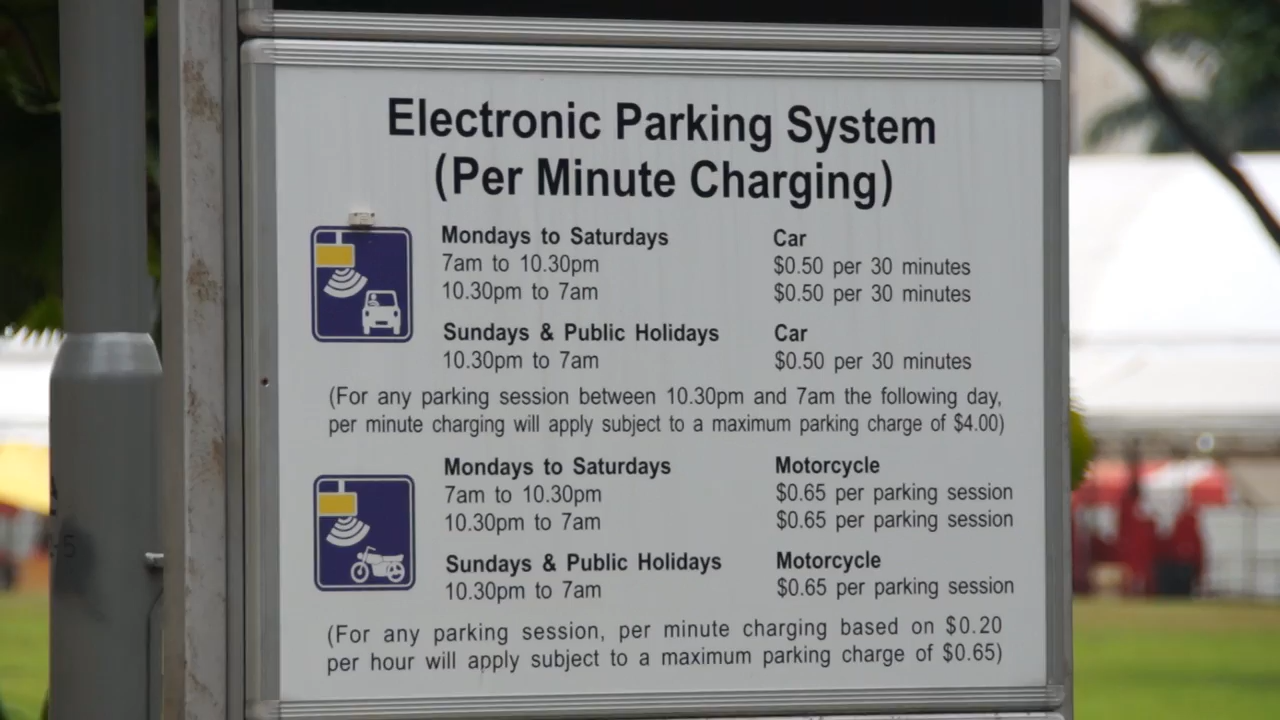 Electronic Parking System
(Per Minute Charging)
Mondays to Saturdays Car
7am to 10.30pm $0.50 per 30 minutes
10.30pm to 7am $0.50 per 30 minutes
Sundays & Public Holidays Car
10.30pm to 7am $0.50 per 30 minutes
(For any parking session between 10.30pm and 7am the following day,
per minute charging will apply subject to a maximum parking charge of $4.00)
Mondays to Saturdays Motorcycle
7am to 10.30pm $0.65 per parking session
10.30pm to 7am $0.65 per parking session
Sundays & Public Holidays Motorcycle
10.30pm to 7am $0.65 per parking session
(For any parking session, per minute charging based on $0.20
per hour will apply subject to a maximum parking charge of $0.65)